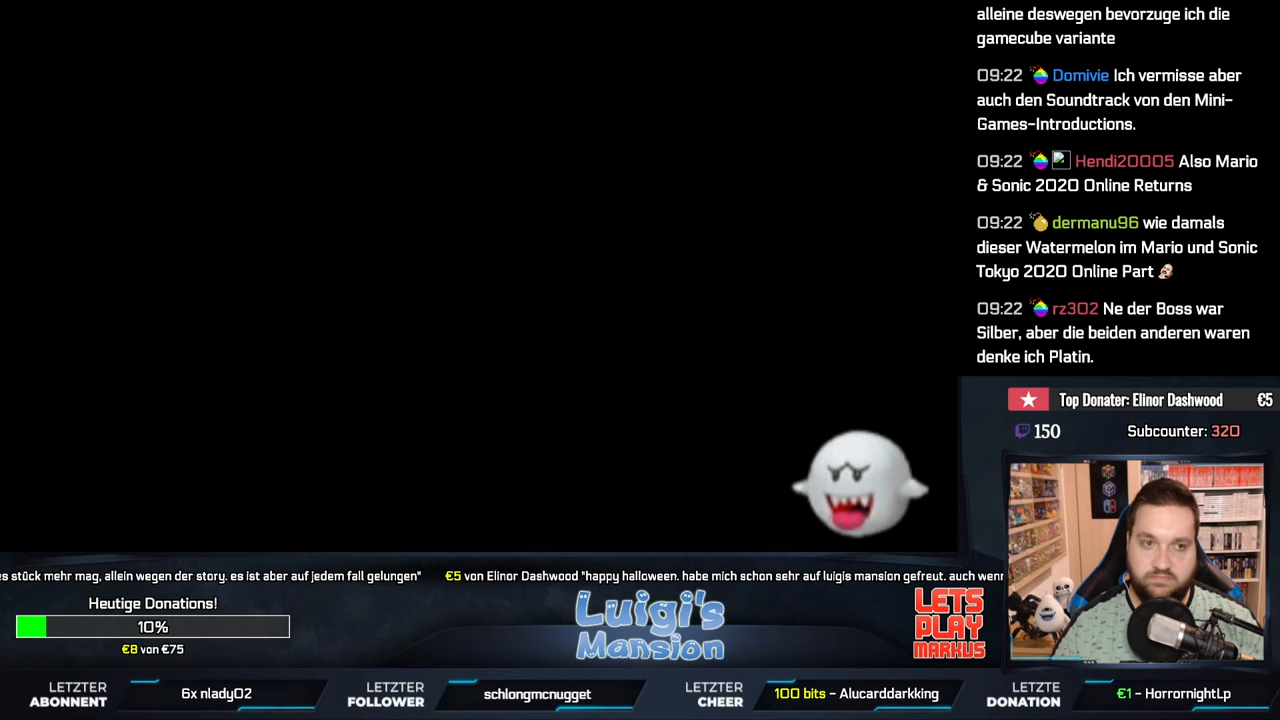 alleine deswegen bevorzuge ich die
gamecube variante
09:22 Domivie Ich vermisse aber
auch den Soundtrack von den Mini-
Games-Introductions.
09:22 Hendi20005 Also Mario
& Sonic 2020 Online Returns
09:22 dermanu96 wie damals
dieser Watermelon im Mario und Sonic
Tokyo 2020 Online Part
09:22 rz302 Ne der Boss war
Silber, aber die beiden anderen waren
denke ich Platin.
Top Donater: Elinor Dashwood €5
150 Subcounter: 320
s stück mehr mag, allein wegen der story. es ist aber auf jedem fall gelungen" €5 von Elinor Dashwood "happy halloween. habe mich schon sehr auf luigis mansion gefreut. auch wenn
Heutige Donations!
10%
€8 von €75
Luigi's
Mansion
LETS
PLAY
MARKUS
LETZTER
ABONNENT
6x nlady02
LETZTER
FOLLOWER
schlongmcnugget
LETZTER
CHEER
100 bits - Alucarddarkking
LETZTE
DONATION
€1 - HorrornightLp